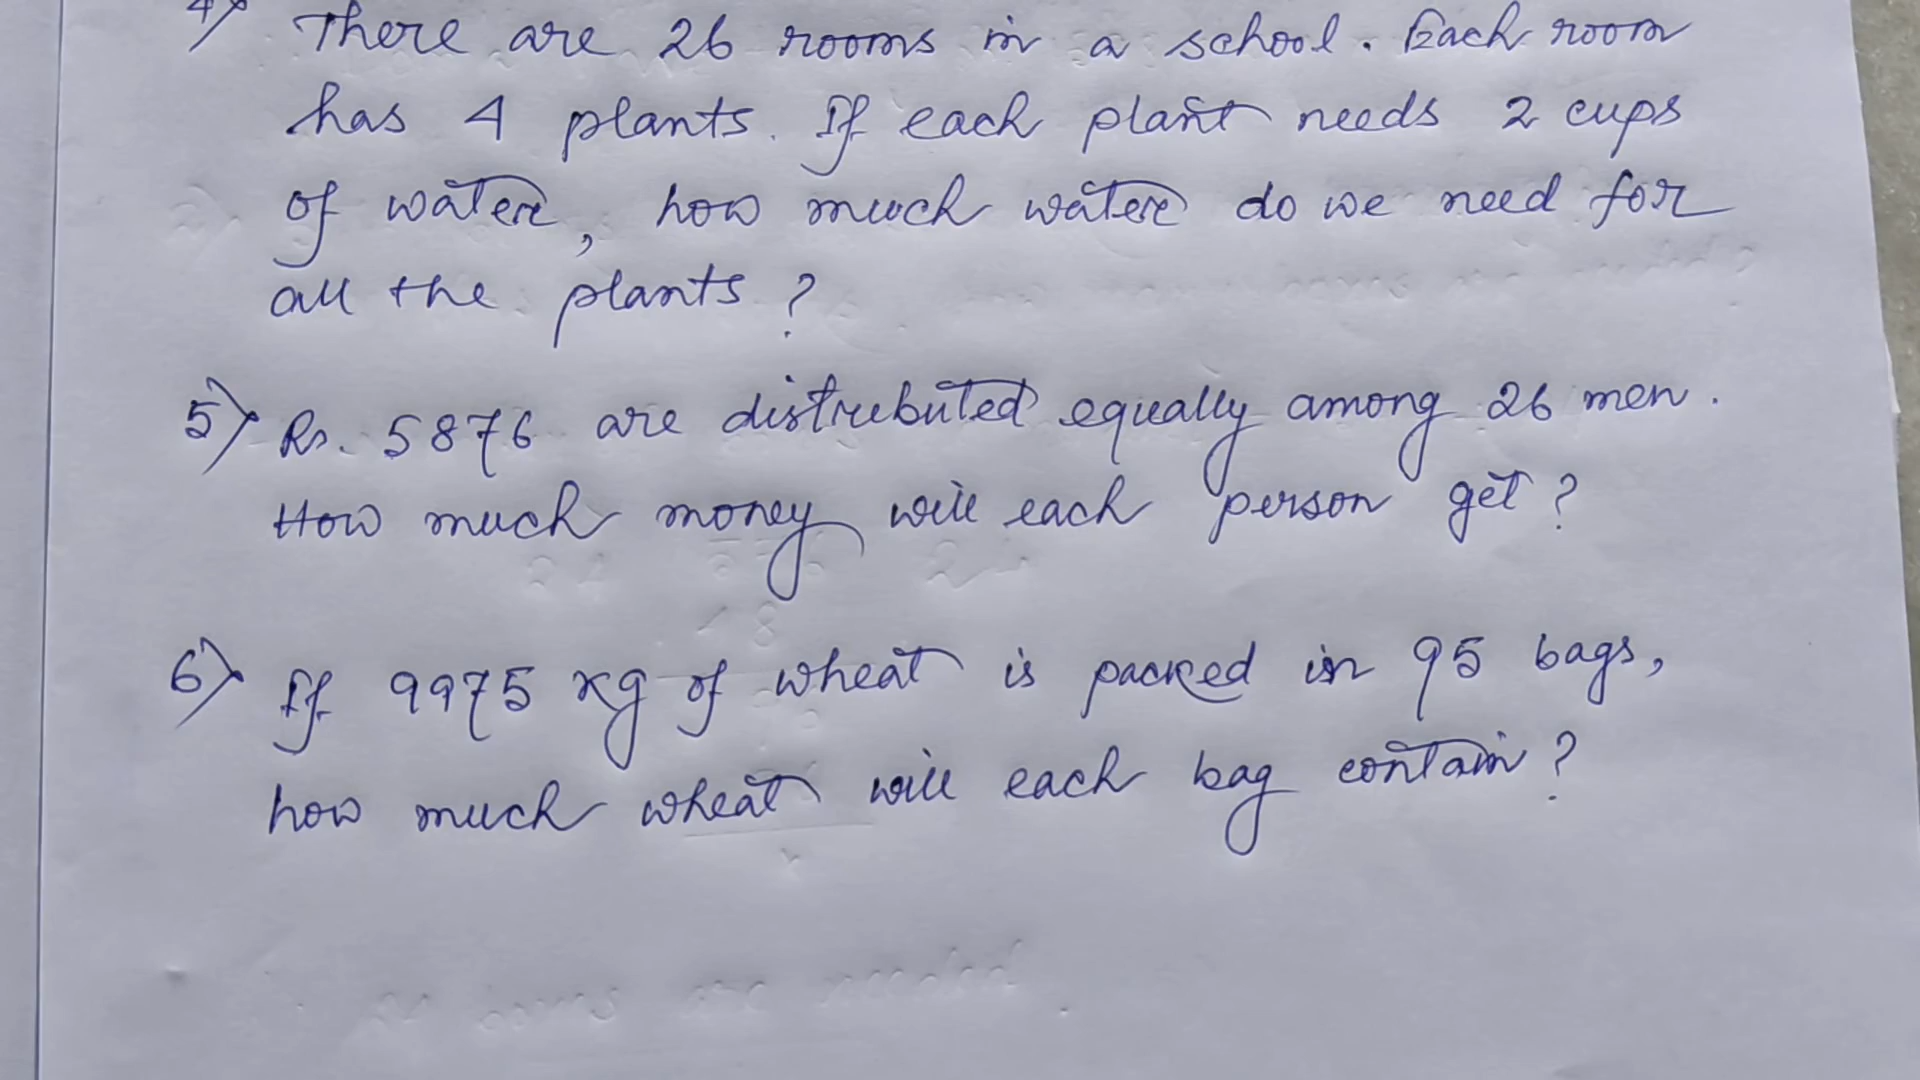 4) There are 26 rooms in a school. Each room
has 4 plants. If each plant needs 2 cups
of water, how much water do we need for
all the plants?
5) Rs. 5876 are distributed equally among 26 men.
How much money will each person get?
6) If 9975 kg of wheat is packed in 95 bags,
how much wheat will each bag contain?